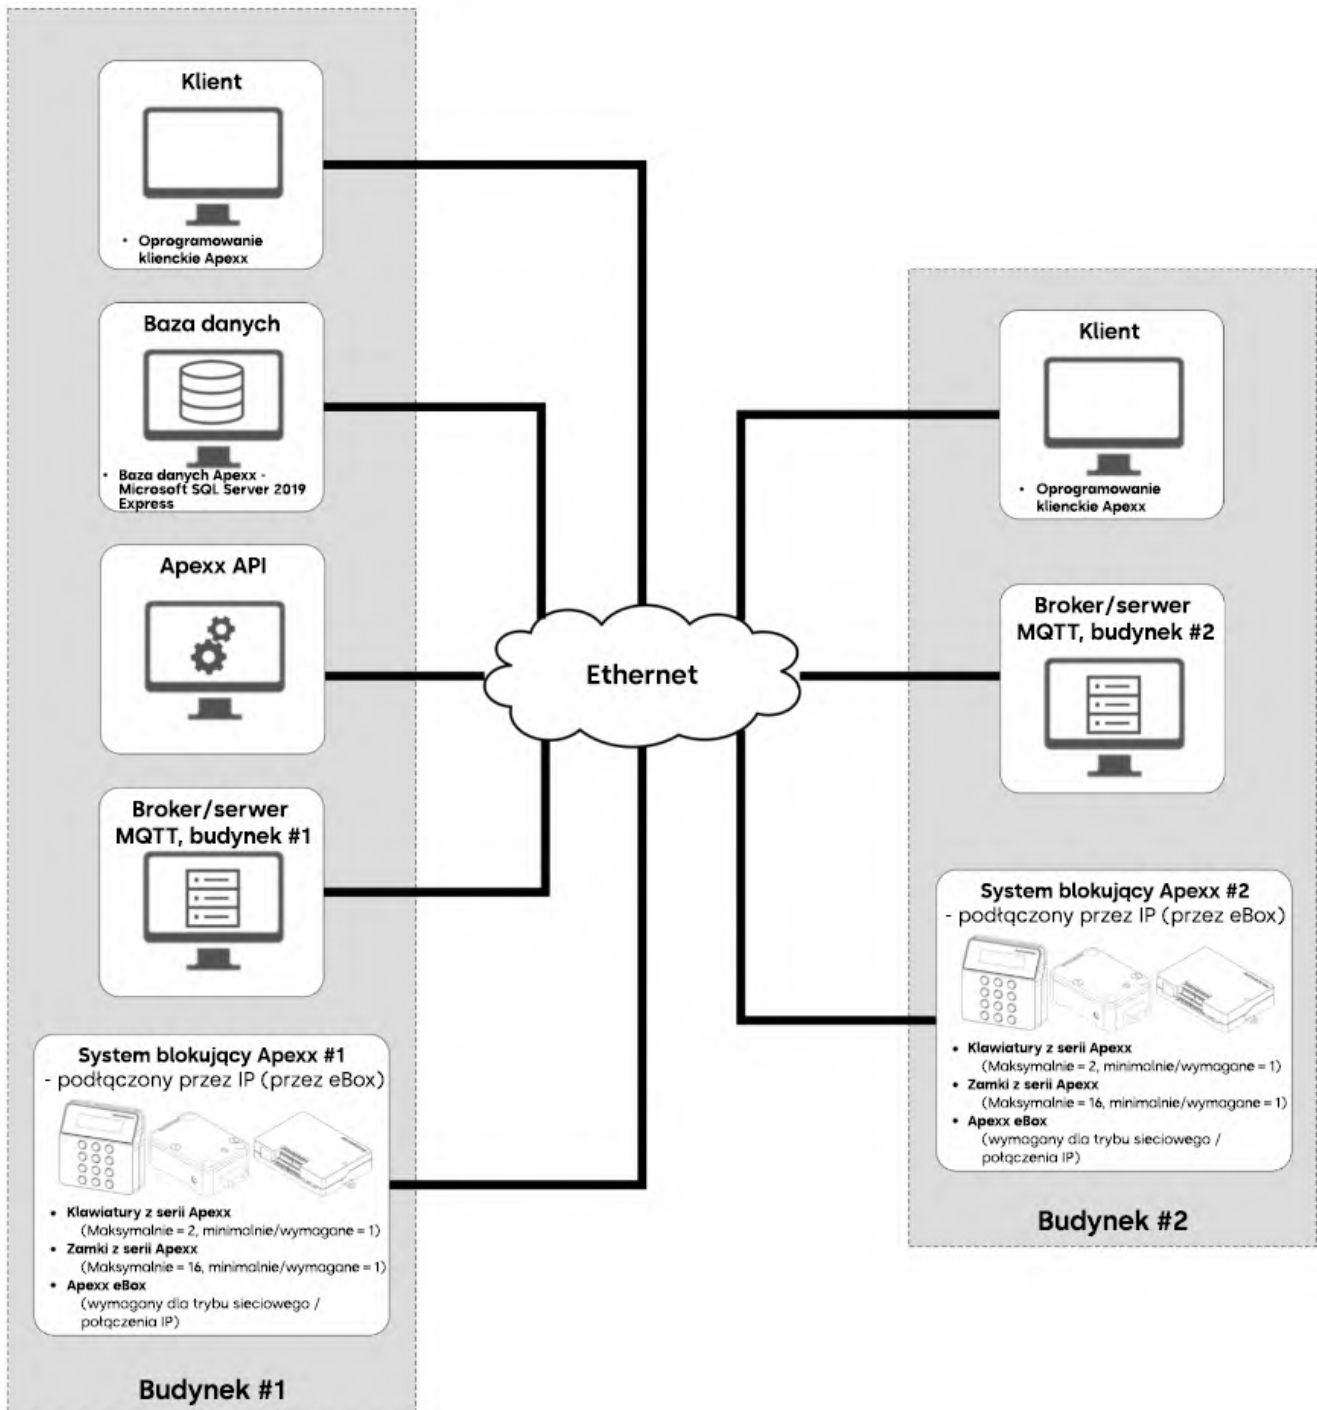 Klient
• Oprogramowanie
klienckie Apexx
Baza danych
• Baza danych Apexx -
Microsoft SQL Server 2019
Express
Apexx API
Broker/serwer
MQTT, budynek #1
System blokujący Apexx #1
- podłączony przez IP (przez eBox)
• Klawiatury z serii Apexx
(Maksymalnie = 2, minimalnie/wymagane = 1)
• Zamki z serii Apexx
(Maksymalnie = 16, minimalnie/wymagane = 1)
• Apexx eBox
(wymagany dla trybu sieciowego /
połączenia IP)
Budynek #1
Ethernet
Klient
• Oprogramowanie
klienckie Apexx
Broker/serwer
MQTT, budynek #2
System blokujący Apexx #2
- podłączony przez IP (przez eBox)
• Klawiatury z serii Apexx
(Maksymalnie = 2, minimalnie/wymagane = 1)
• Zamki z serii Apexx
(Maksymalnie = 16, minimalnie/wymagane = 1)
• Apexx eBox
(wymagany dla trybu sieciowego /
połączenia IP)
Budynek #2